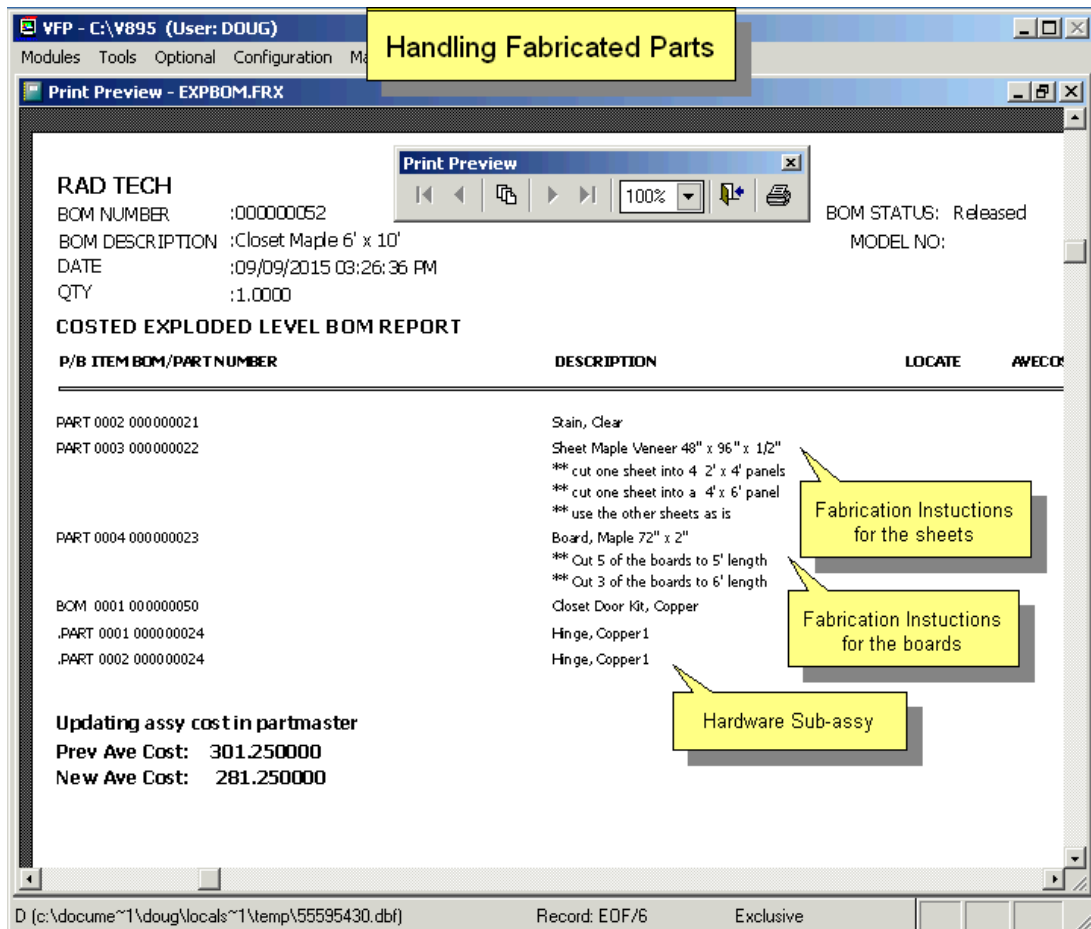 VFP - C:\V895 (User: DOUG)
Handling Fabricated Parts
Modules Tools Optional Configuration Ma
Print Preview - EXPBOM.FRX
Print Preview
100%
RAD TECH
BOM NUMBER :000000052
BOM STATUS: Released
BOM DESCRIPTION :Closet Maple 6' x 10'
MODEL NO:
DATE :09/09/2015 03:26:36 PM
QTY :1.0000
COSTED EXPLODED LEVEL BOM REPORT
P/B ITEM BOM/PART NUMBER DESCRIPTION LOCATE AVECOS
PART 0002 000000021 Stain, Clear
PART 0003 000000022 Sheet Maple Veneer 48" x 96" x 1/2"
** cut one sheet into 4 2' x 4' panels
** cut one sheet into a 4' x 6' panel
** use the other sheets as is
Fabrication Instuctions
for the sheets
PART 0004 000000023 Board, Maple 72" x 2"
** Cut 5 of the boards to 5' length
** Cut 3 of the boards to 6' length
Fabrication Instuctions
for the boards
BOM 0001 000000050 Closet Door Kit, Copper
.PART 0001 000000024 Hinge, Copper1
.PART 0002 000000024 Hinge, Copper1
Hardware Sub-assy
Updating assy cost in partmaster
Prev Ave Cost: 301.250000
New Ave Cost: 281.250000
D (c:\docume~1\doug\locals~1\temp\55595430.dbf) Record: EOF/6 Exclusive